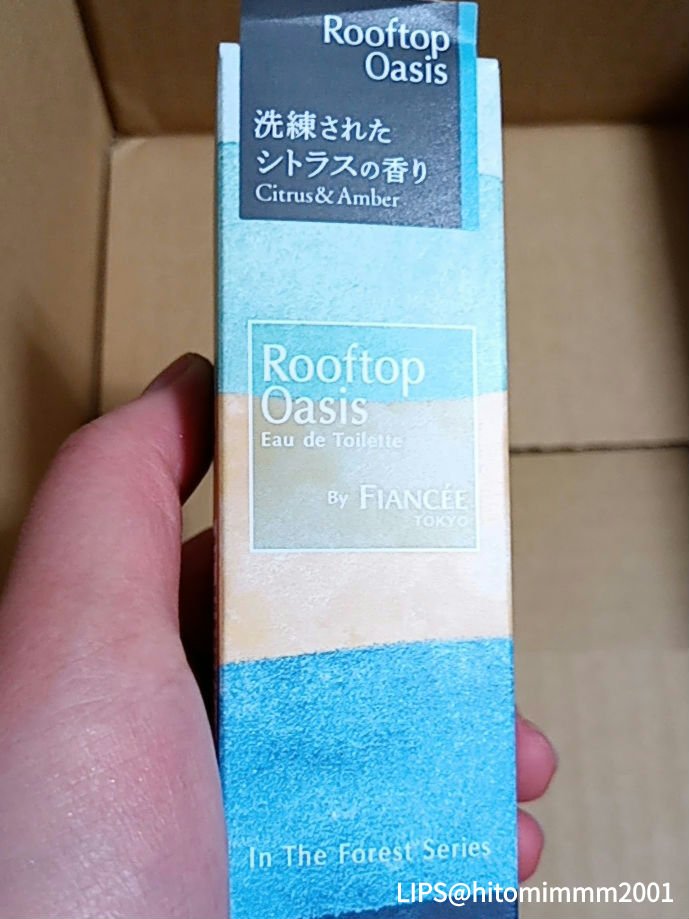 Rooftop
Oasis
洗練された
シトラスの香り
Citrus & Amber
Rooftop
Oasis
Eau de Toilette
By FIANCÉE
TOKYO
In The Forest Series
LIPS@hitomimmm2001